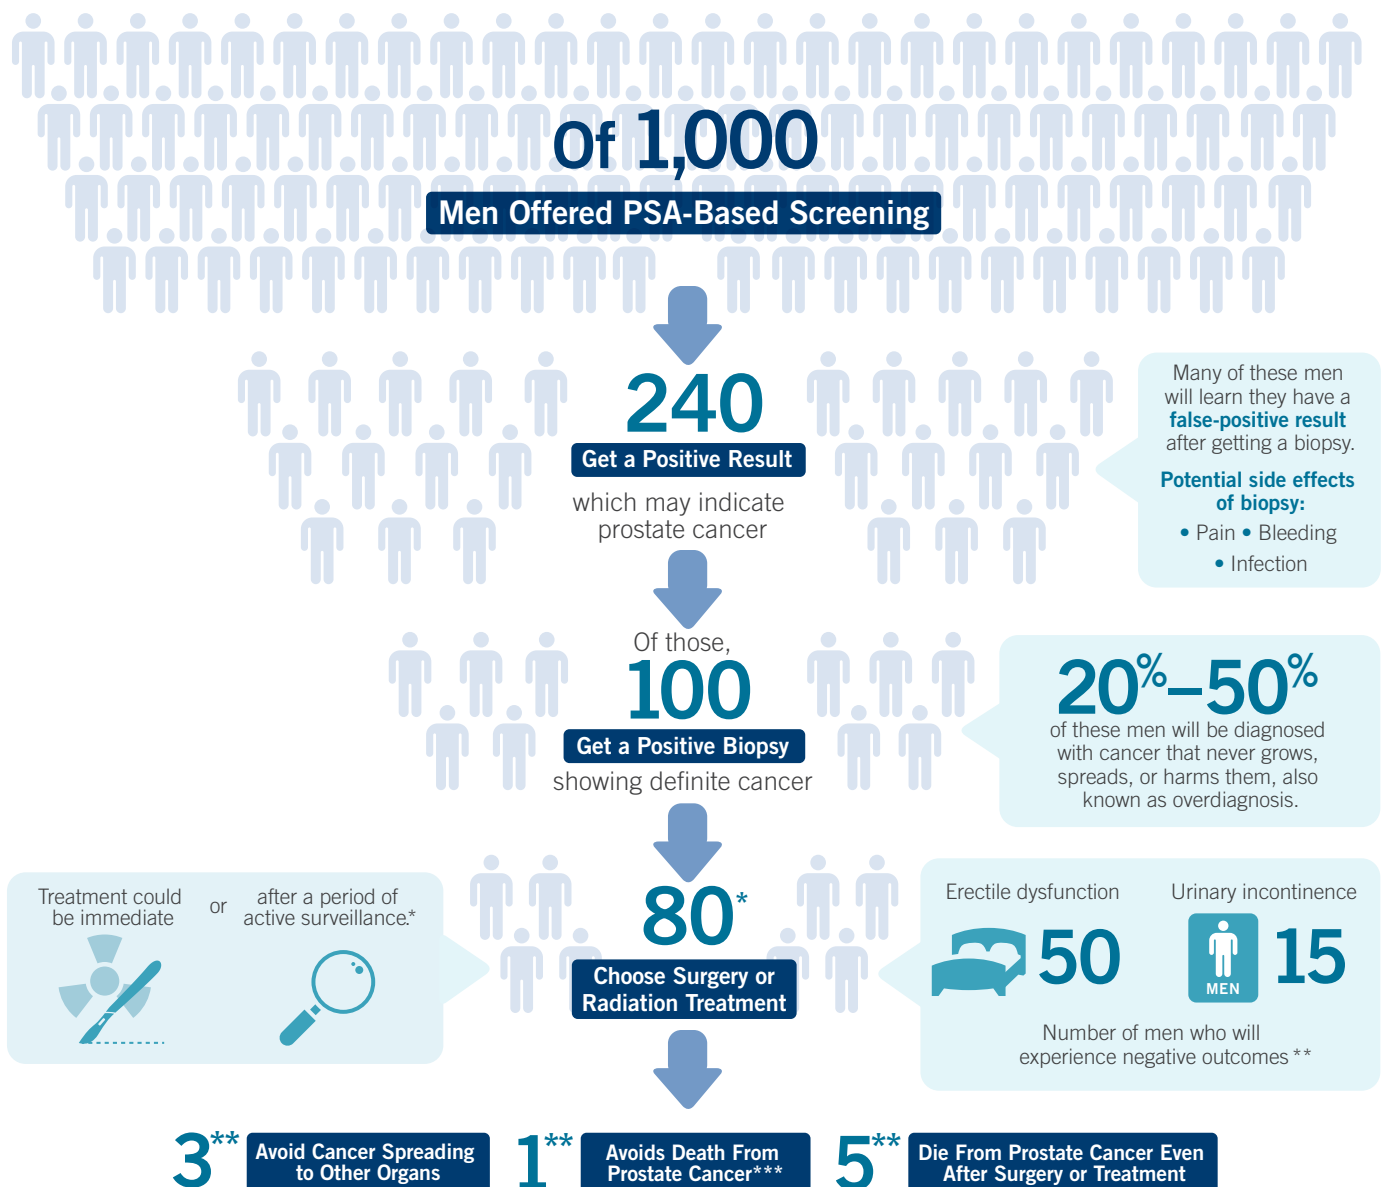 Of 1,000
Men Offered PSA-Based Screening
240
Get a Positive Result
which may indicate
prostate cancer
Many of these men
will learn they have a
false-positive result
after getting a biopsy.
Potential side effects
of biopsy:
• Pain • Bleeding
• Infection
Of those,
100
Get a Positive Biopsy
showing definite cancer
20%–50%
of these men will be diagnosed
with cancer that never grows,
spreads, or harms them, also
known as overdiagnosis.
80*
Choose Surgery or
Radiation Treatment
Treatment could
be immediate
or
after a period of
active surveillance.*
Erectile dysfunction
50
Urinary incontinence
MEN
15
Number of men who will
experience negative outcomes**
3**
Avoid Cancer Spreading
to Other Organs
1**
Avoids Death From
Prostate Cancer***
5**
Die From Prostate Cancer Even
After Surgery or Treatment